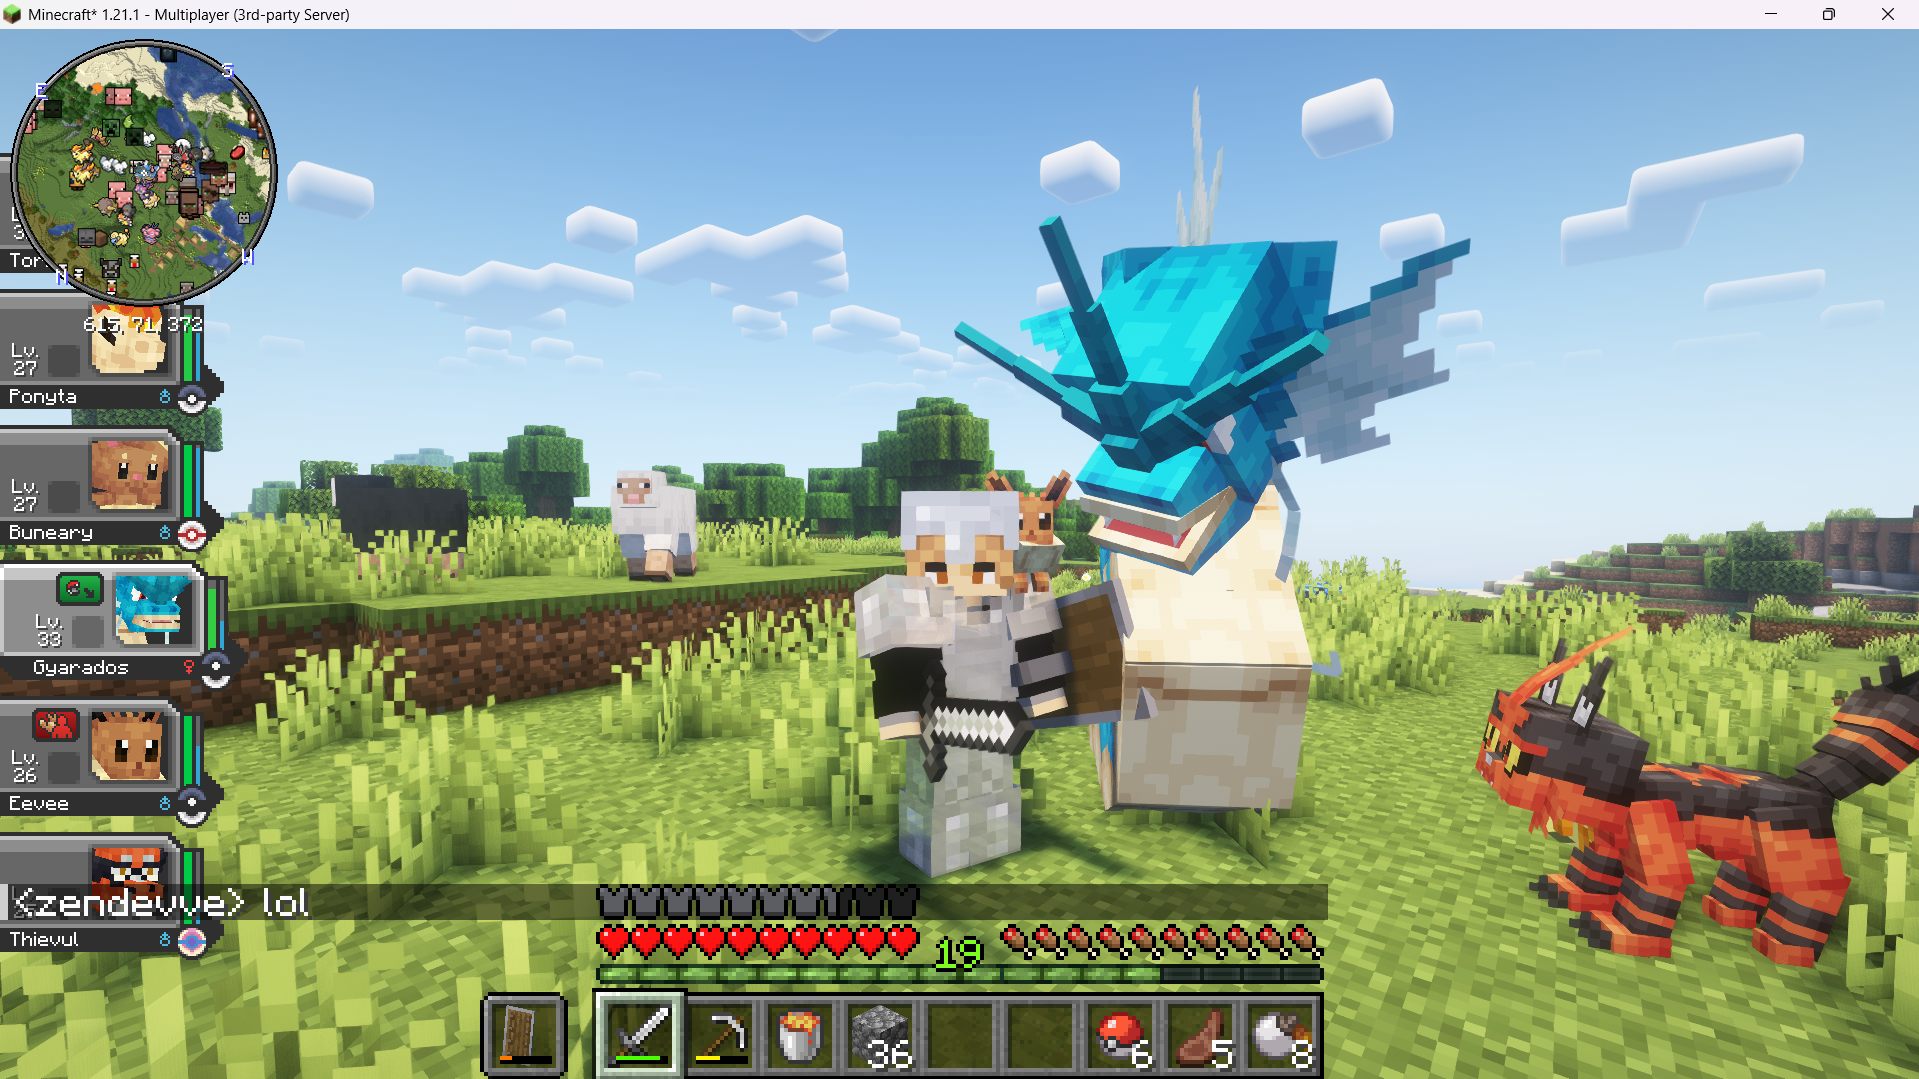 Minecraft* 1.21.1 - Multiplayer (3rd-party Server)
S
E
W
N
Tor
615, 71, 372
Lv.
27
Ponyta
Lv.
27
Buneary
Lv.
33
Gyarados
Lv.
26
Eevee
<zendevve> lol
Thievul
19
36
6
5
8